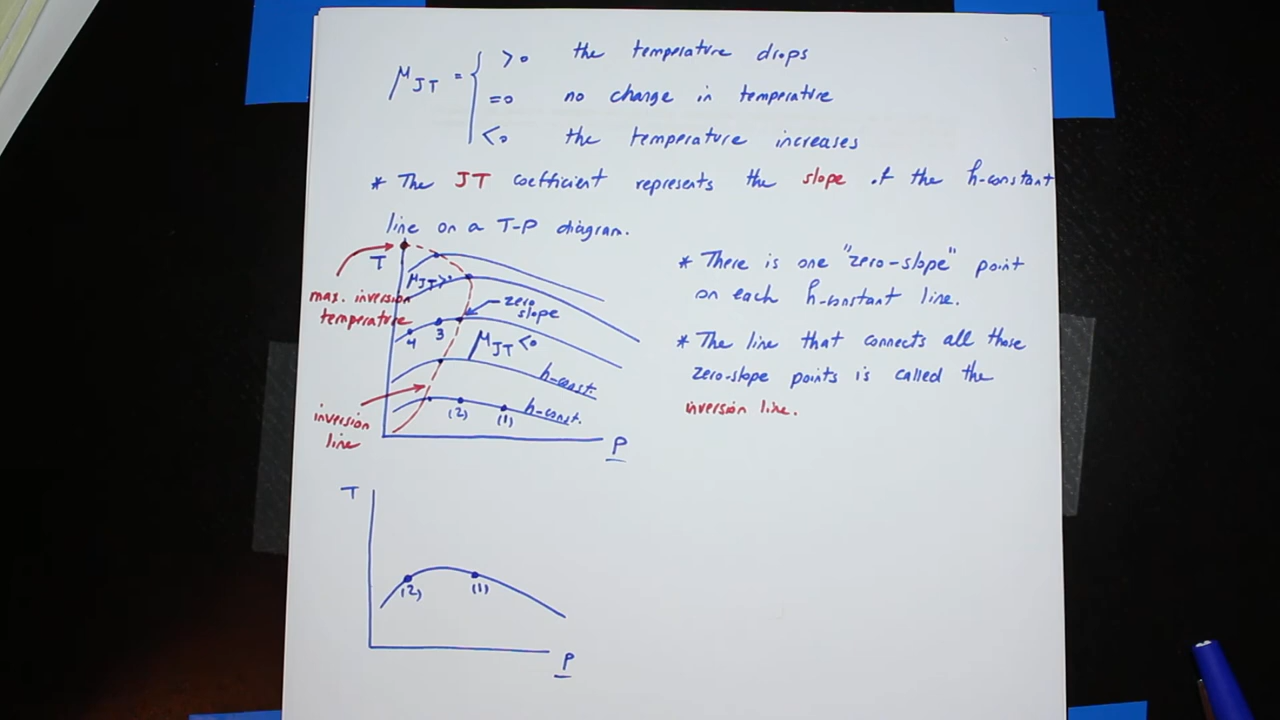 μJT = { >0 the temperature drops
=0 no change in temperature
<0 the temperature increases
* The JT coefficient represents the slope of the h-constant
line on a T-P diagram.
T
μJT>0
max. inversion
temperature
zero
slope
4
3
μJT<0
h-const.
(2)
(1)
h-const.
inversion
line
P
* There is one "zero-slope" point
on each h-constant line.
* The line that connects all those
zero-slope points is called the
inversion line.
T
(2)
(1)
P